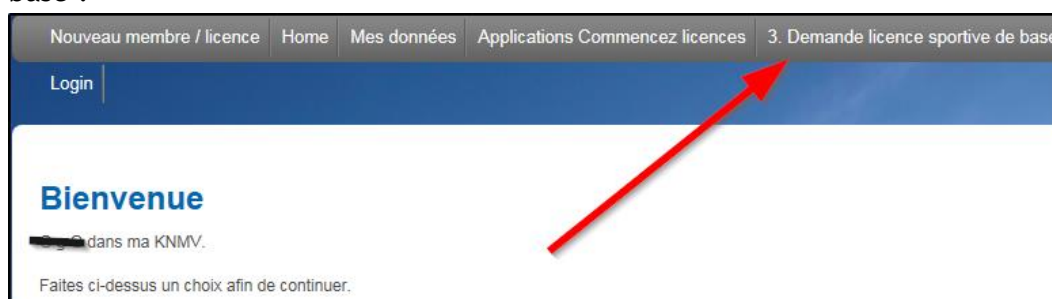 Nouveau membre / licence Home Mes données Applications Commencez licences 3. Demande licence sportive de base
Login
Bienvenue
dans ma KNMV.
Faites ci-dessus un choix afin de continuer.